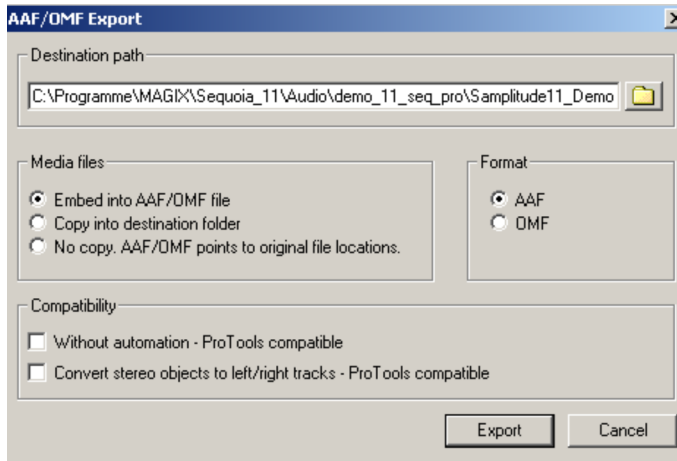 AAF/OMF Export
Destination path
C:\Programme\MAGIX\Sequoia_11\Audio\demo_11_seq_pro\Samplitude11_Demo
Media files
Embed into AAF/OMF file
Copy into destination folder
No copy. AAF/OMF points to original file locations.
Format
AAF
OMF
Compatibility
Without automation - ProTools compatible
Convert stereo objects to left/right tracks - ProTools compatible
Export
Cancel